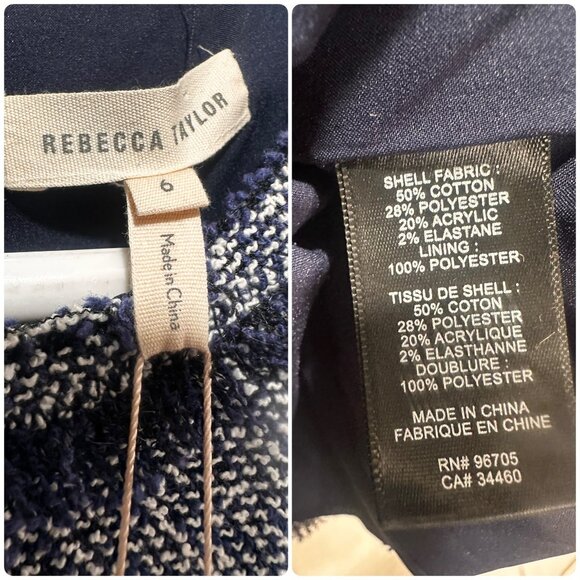 REBECCA TAYLOR
6
Made in China
SHELL FABRIC :
50% COTTON
28% POLYESTER
20% ACRYLIC
2% ELASTANE
LINING :
100% POLYESTER
TISSU DE SHELL :
50% COTON
28% POLYESTER
20% ACRYLIQUE
2% ELASTHANNE
DOUBLURE :
100% POLYESTER
MADE IN CHINA
FABRIQUE EN CHINE
RN# 96705
CA# 34460